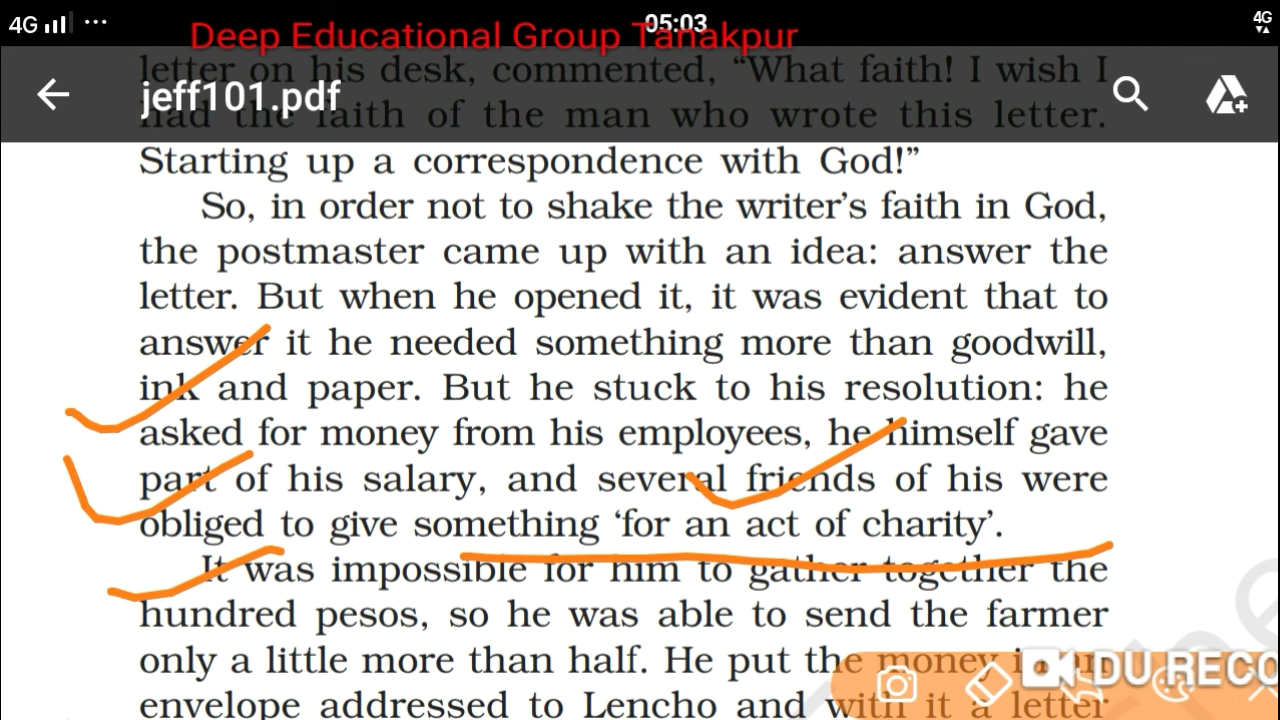 4G
05:03
4G
Deep Educational Group Tanakpur
letter on his desk, commented, “What faith! I wish I
jeff101.pdf
had the faith of the man who wrote this letter.
Starting up a correspondence with God!”
So, in order not to shake the writer’s faith in God,
the postmaster came up with an idea: answer the
letter. But when he opened it, it was evident that to
answer it he needed something more than goodwill,
ink and paper. But he stuck to his resolution: he
asked for money from his employees, he himself gave
part of his salary, and several friends of his were
obliged to give something ‘for an act of charity’.
It was impossible for him to gather together the
hundred pesos, so he was able to send the farmer
only a little more than half. He put the money in an
DU RECO
envelope addressed to Lencho and with it a letter